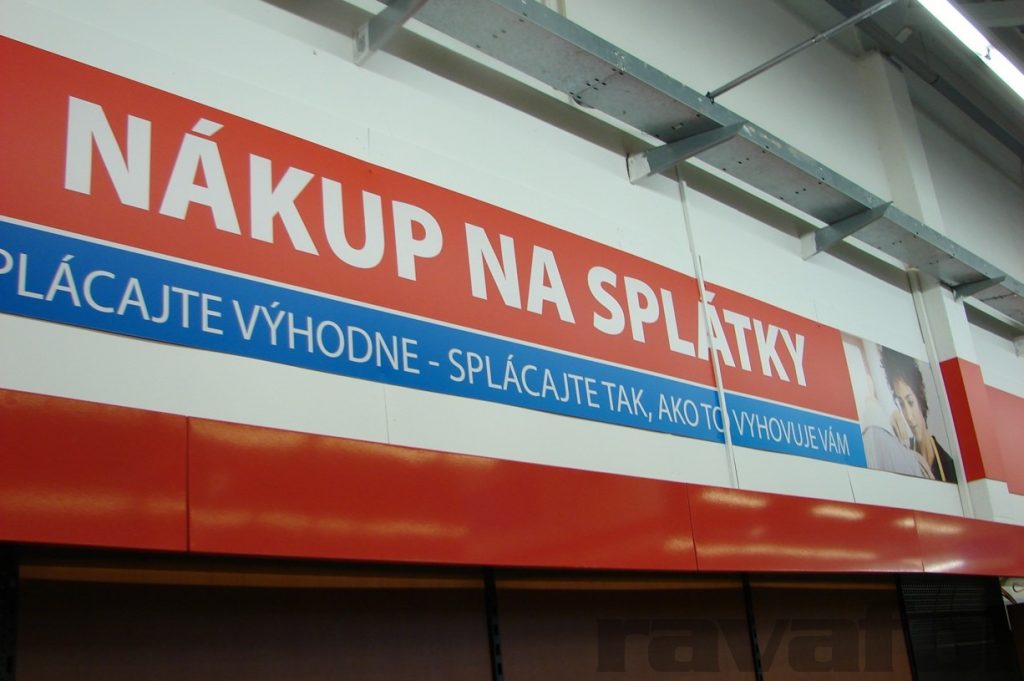 NÁKUP NA SPLÁTKY
PLÁCAJTE VÝHODNE - SPLÁCAJTE TAK, AKO TO VYHOVUJE VÁM